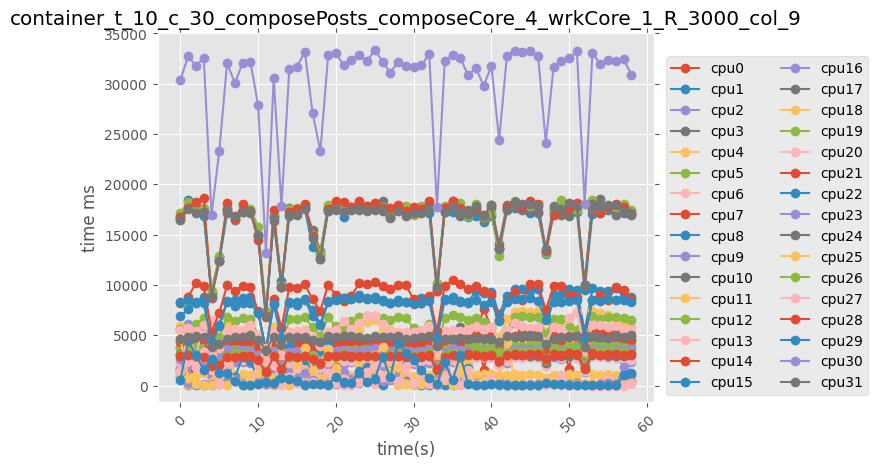 container_t_10_c_30_composePosts_composeCore_4_wrkCore_1_R_3000_col_9
35000
30000
25000
20000
15000
10000
5000
0
time ms
0
10
20
30
40
50
60
time(s)
cpu0
cpu1
cpu2
cpu3
cpu4
cpu5
cpu6
cpu7
cpu8
cpu9
cpu10
cpu11
cpu12
cpu13
cpu14
cpu15
cpu16
cpu17
cpu18
cpu19
cpu20
cpu21
cpu22
cpu23
cpu24
cpu25
cpu26
cpu27
cpu28
cpu29
cpu30
cpu31